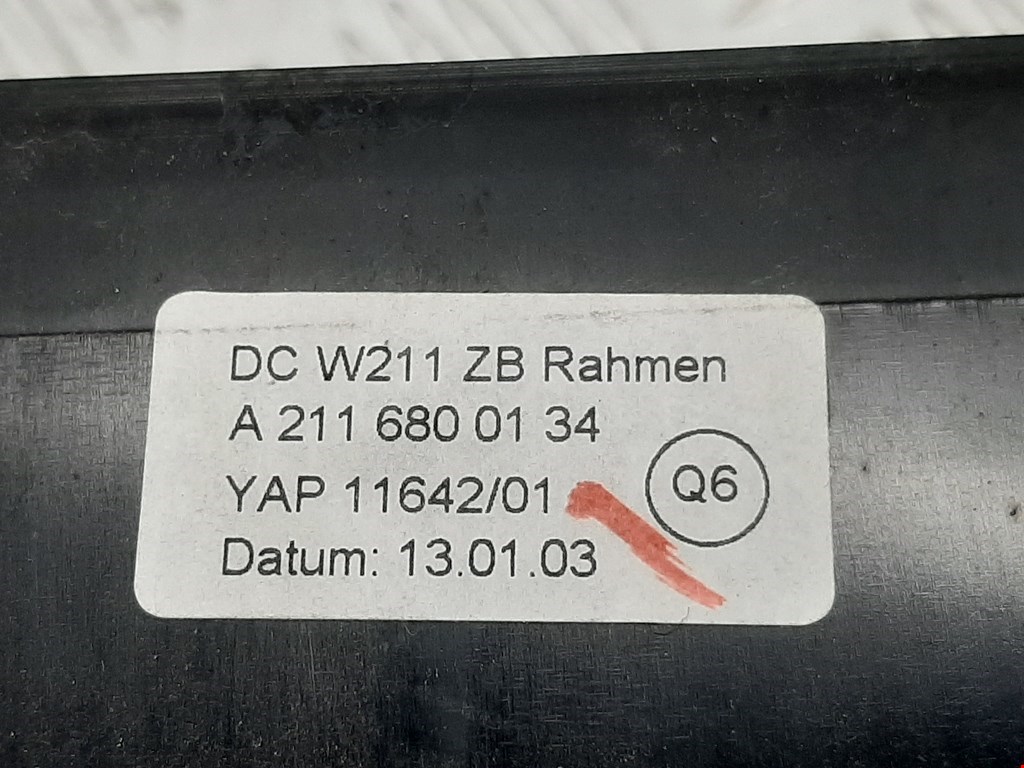 DC W211 ZB Rahmen
A 211 680 01 34
YAP 11642/01
Q6
Datum: 13.01.03